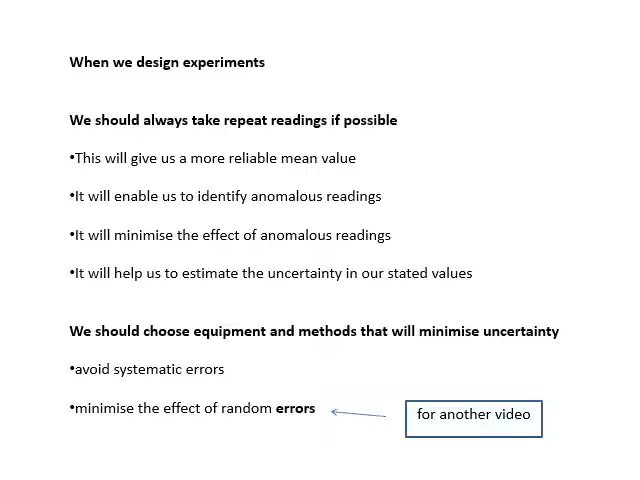 When we design experiments
We should always take repeat readings if possible
•This will give us a more reliable mean value
•It will enable us to identify anomalous readings
•It will minimise the effect of anomalous readings
•It will help us to estimate the uncertainty in our stated values
We should choose equipment and methods that will minimise uncertainty
•avoid systematic errors
•minimise the effect of random errors
for another video